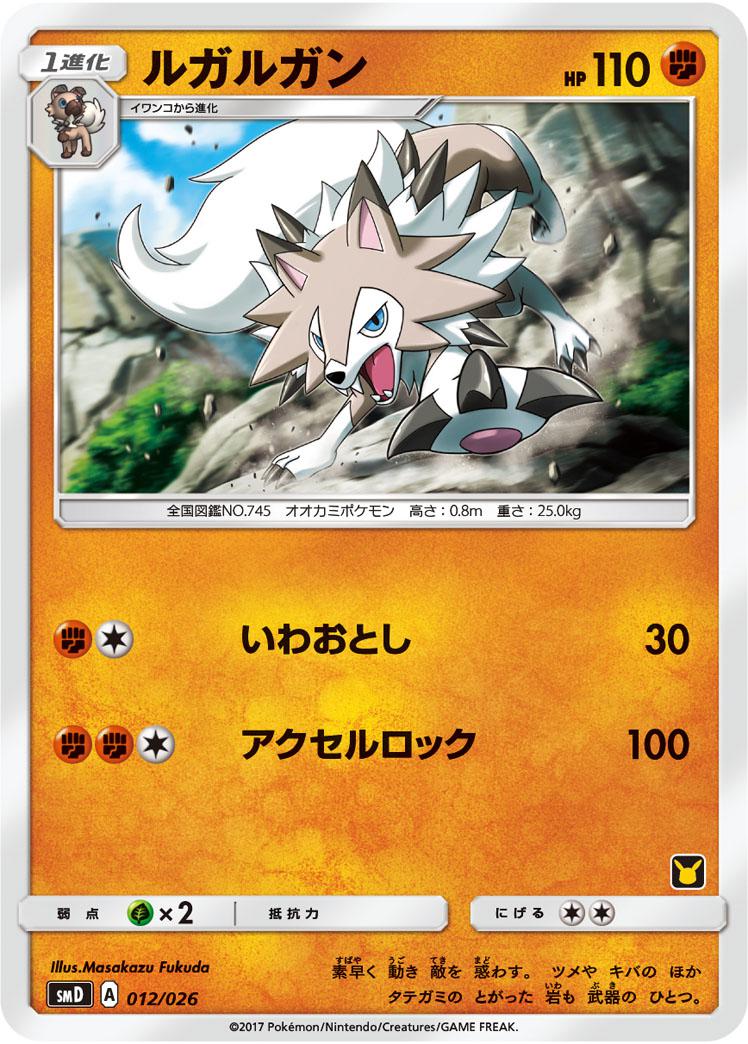 1進化
ルガルガン
HP 110
イワンコから進化
全国図鑑NO.745 オオカミポケモン 高さ：0.8m 重さ：25.0kg
いわおとし 30
アクセルロック 100
弱点 ×2 抵抗力 にげる
Illus.Masakazu Fukuda
素早く 動き 敵を 惑わす。 ツメや キバの ほか
タテガミの とがった 岩も 武器の ひとつ。
SMD A 012/026
©2017 Pokémon/Nintendo/Creatures/GAME FREAK.